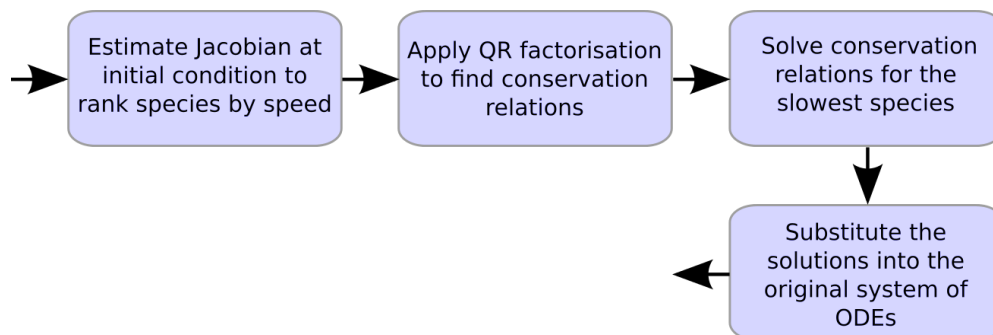 Estimate Jacobian at
initial condition to
rank species by speed
Apply QR factorisation
to find conservation
relations
Solve conservation
relations for the
slowest species
Substitute the
solutions into the
original system of
ODEs